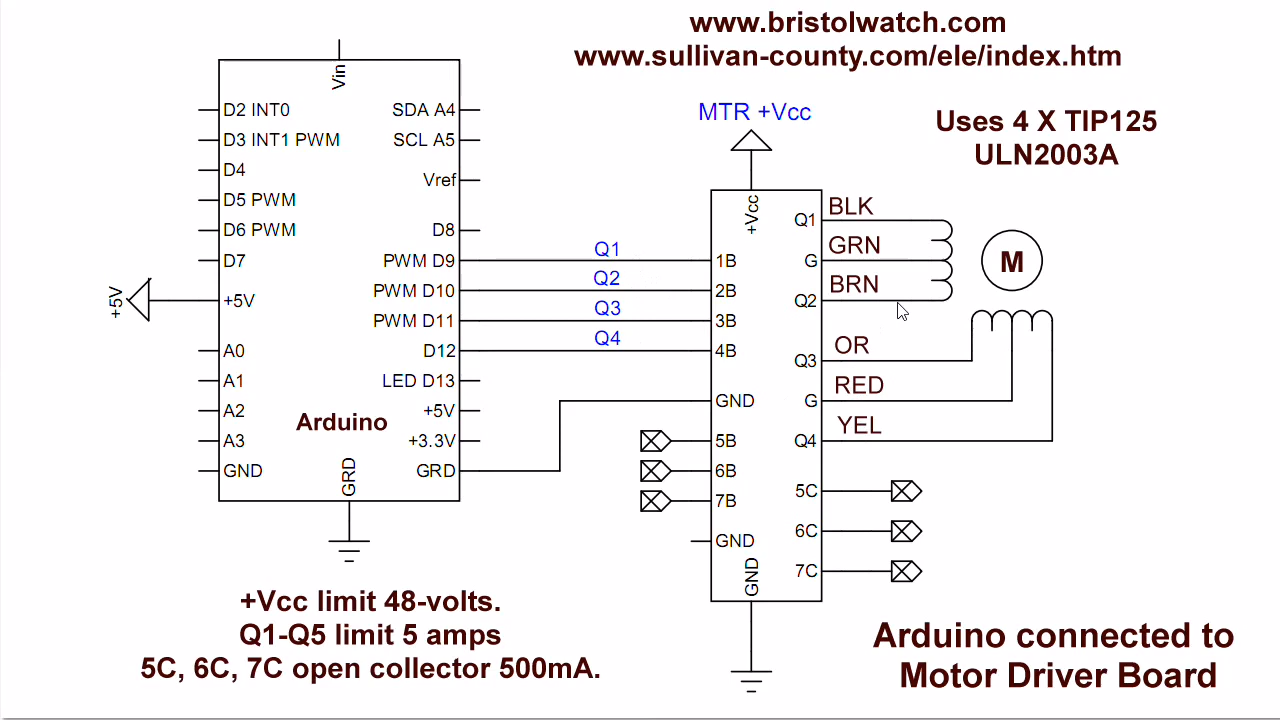 www.bristolwatch.com
www.sullivan-county.com/ele/index.htm
Vin
D2 INT0
D3 INT1 PWM
D4
D5 PWM
D6 PWM
D7
+5V
+5V
A0
A1
A2
A3
GND
SDA A4
SCL A5
Vref
D8
PWM D9
PWM D10
PWM D11
D12
LED D13
+5V
+3.3V
GRD
Arduino
GRD
Q1
Q2
Q3
Q4
MTR +Vcc
Uses 4 X TIP125
ULN2003A
+Vcc
1B
2B
3B
4B
GND
5B
6B
7B
GND
GND
Q1
G
Q2
Q3
G
Q4
5C
6C
7C
BLK
GRN
BRN
OR
RED
YEL
M
+Vcc limit 48-volts.
Q1-Q5 limit 5 amps
5C, 6C, 7C open collector 500mA.
Arduino connected to
Motor Driver Board